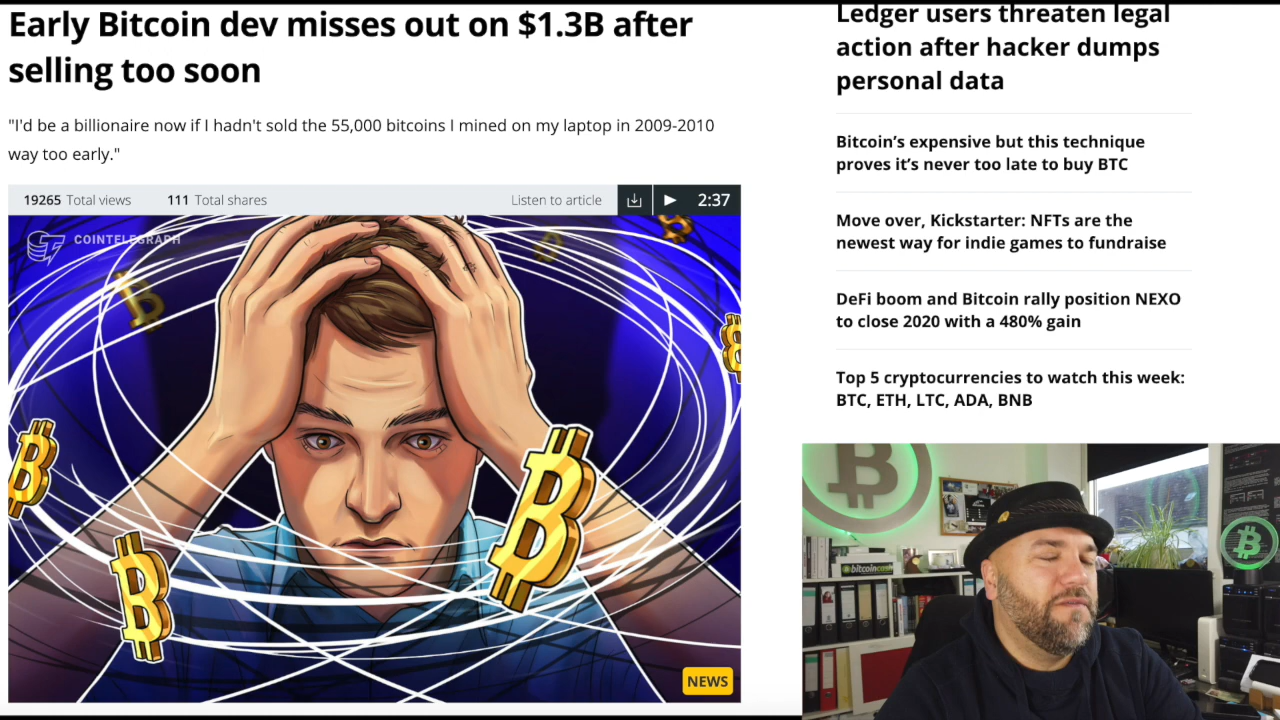 Early Bitcoin dev misses out on $1.3B after
selling too soon
"I'd be a billionaire now if I hadn't sold the 55,000 bitcoins I mined on my laptop in 2009-2010
way too early."
19265 Total views 111 Total shares Listen to article 2:37
COINTELEGRAPH
NEWS
Ledger users threaten legal
action after hacker dumps
personal data
Bitcoin’s expensive but this technique
proves it’s never too late to buy BTC
Move over, Kickstarter: NFTs are the
newest way for indie games to fundraise
DeFi boom and Bitcoin rally position NEXO
to close 2020 with a 480% gain
Top 5 cryptocurrencies to watch this week:
BTC, ETH, LTC, ADA, BNB
bitcoincash